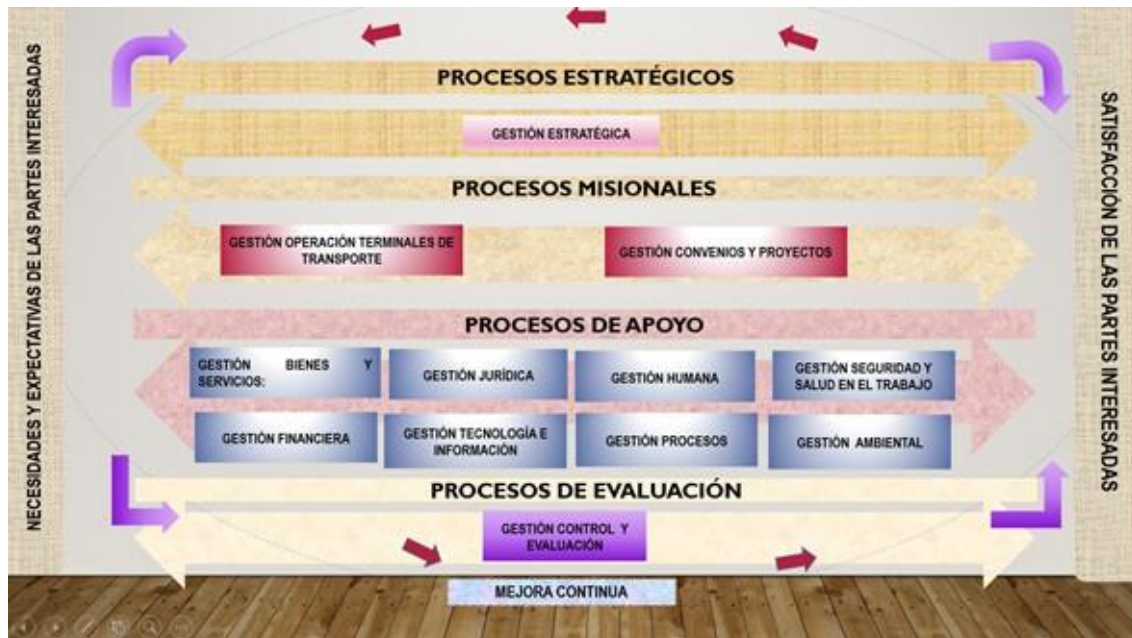 NECESIDADES Y EXPECTATIVAS DE LAS PARTES INTERESADAS
PROCESOS ESTRATÉGICOS
GESTIÓN ESTRATÉGICA
PROCESOS MISIONALES
GESTIÓN OPERACIÓN TERMINALES DE
TRANSPORTE
GESTIÓN CONVENIOS Y PROYECTOS
PROCESOS DE APOYO
GESTIÓN BIENES Y
SERVICIOS:
GESTIÓN JURÍDICA
GESTIÓN HUMANA
GESTIÓN SEGURIDAD Y
SALUD EN EL TRABAJO
GESTIÓN FINANCIERA
GESTIÓN TECNOLOGÍA E
INFORMACIÓN
GESTIÓN PROCESOS
GESTIÓN AMBIENTAL
PROCESOS DE EVALUACIÓN
GESTIÓN CONTROL Y
EVALUACIÓN
MEJORA CONTINUA
SATISFACCIÓN DE LAS PARTES INTERESADAS